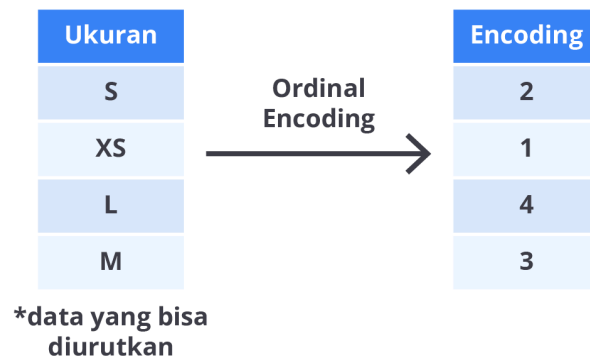 Ukuran
S
XS
L
M
*data yang bisa
diurutkan
Ordinal
Encoding
Encoding
2
1
4
3